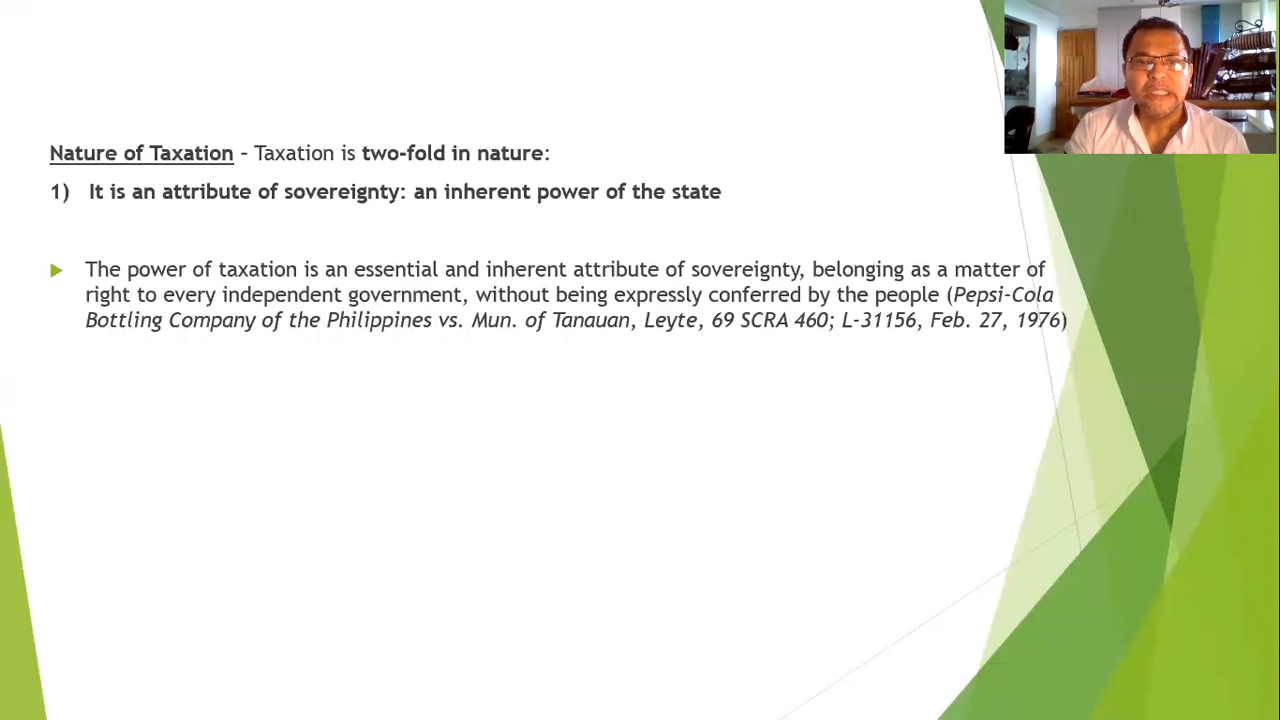 Nature of Taxation – Taxation is two-fold in nature:
1) It is an attribute of sovereignty: an inherent power of the state
The power of taxation is an essential and inherent attribute of sovereignty, belonging as a matter of
right to every independent government, without being expressly conferred by the people (Pepsi-Cola
Bottling Company of the Philippines vs. Mun. of Tanauan, Leyte, 69 SCRA 460; L-31156, Feb. 27, 1976)